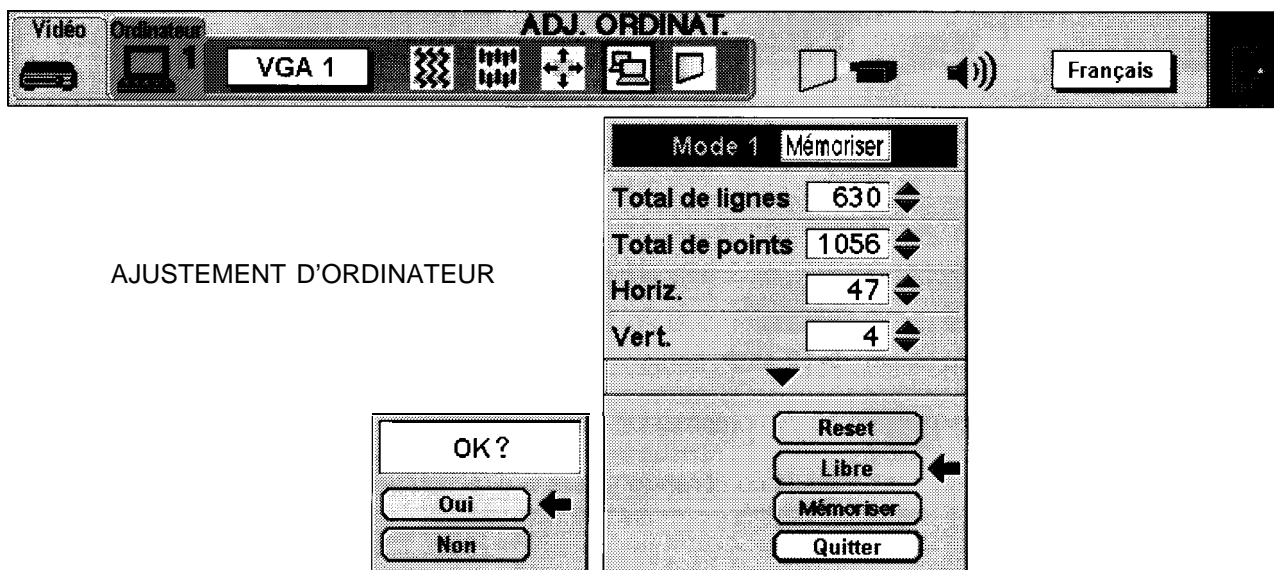 ADJ. ORDINAT.
Vidéo
Ordinateur
1
VGA 1
Français
Mode 1 Mémoriser
Total de lignes 630
Total de points 1056
Horiz. 47
Vert. 4
AJUSTEMENT D'ORDINATEUR
Reset
Libre
Mémoriser
Quitter
OK?
Oui
Non